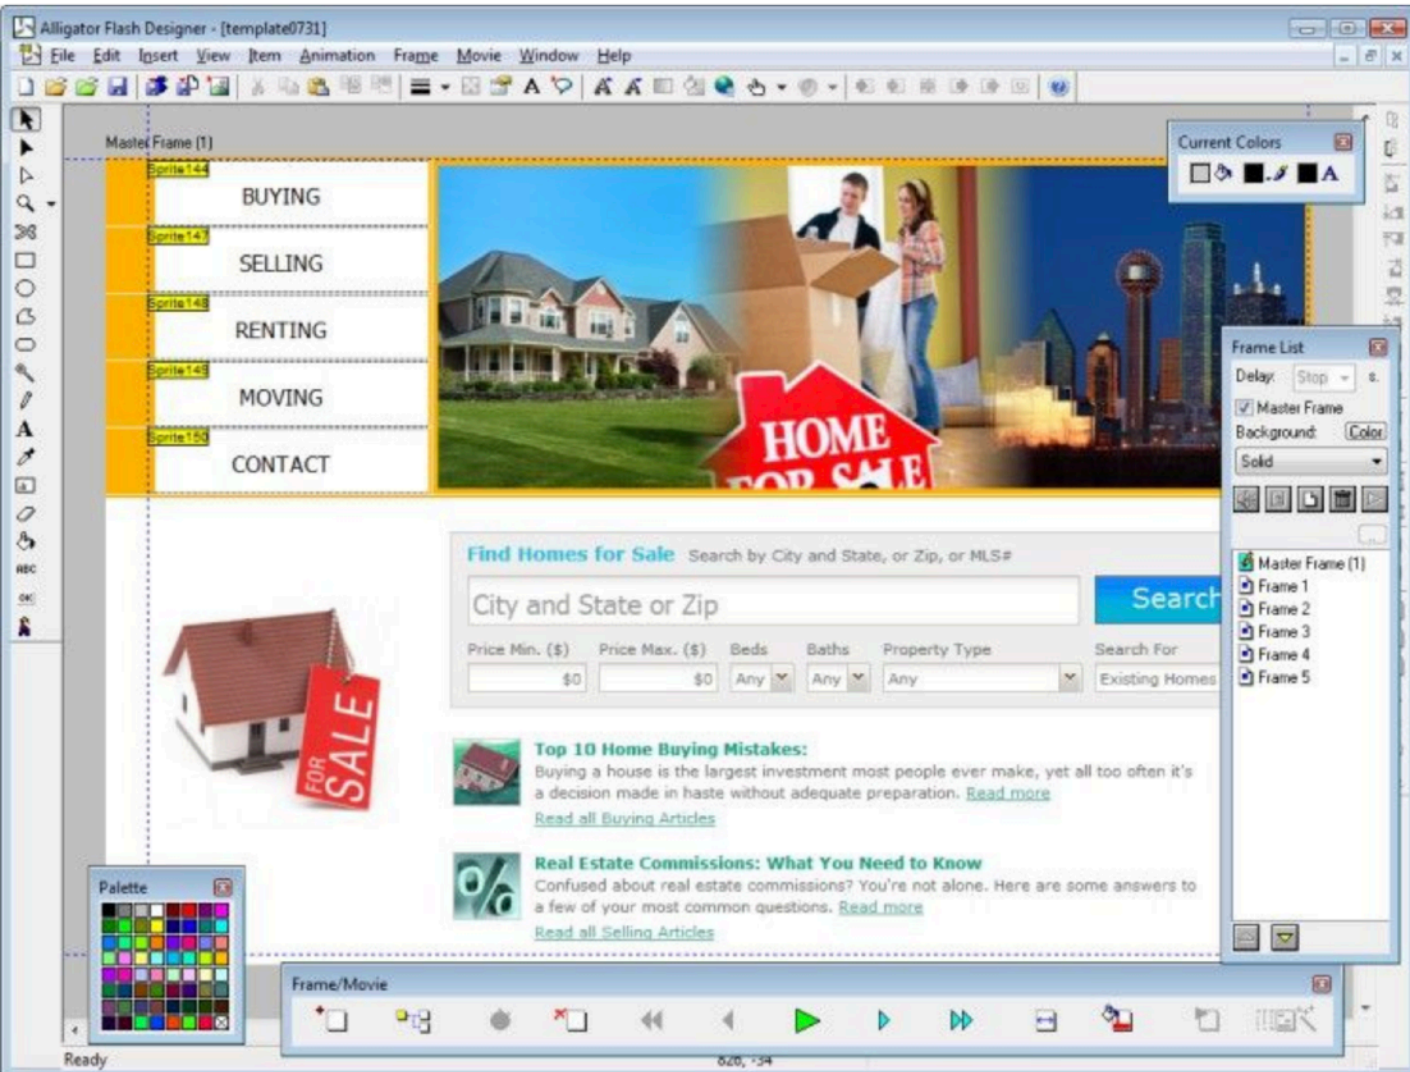 Alligator Flash Designer - [template0731]
File Edit Insert View Item Animation Frame Movie Window Help
Master Frame (1)
Current Colors
A
Sprite144
BUYING
Sprite147
SELLING
Sprite148
RENTING
Sprite149
MOVING
Sprite150
CONTACT
HOME
FOR SALE
Frame List
Delay: Stop s.
Master Frame
Background: Color
Solid
Master Frame (1)
Frame 1
Frame 2
Frame 3
Frame 4
Frame 5
A
ABC
OK
Find Homes for Sale Search by City and State, or Zip, or MLS#
City and State or Zip
Search
Price Min. ($) Price Max. ($) Beds Baths Property Type Search For
$0 $0 Any Any Any Existing Homes
FOR
SALE
Top 10 Home Buying Mistakes:
Buying a house is the largest investment most people ever make, yet all too often it's
a decision made in haste without adequate preparation. Read more
Read all Buying Articles
%
Real Estate Commissions: What You Need to Know
Confused about real estate commissions? You're not alone. Here are some answers to
a few of your most common questions. Read more
Read all Selling Articles
Palette
Frame/Movie
Ready
826, -34